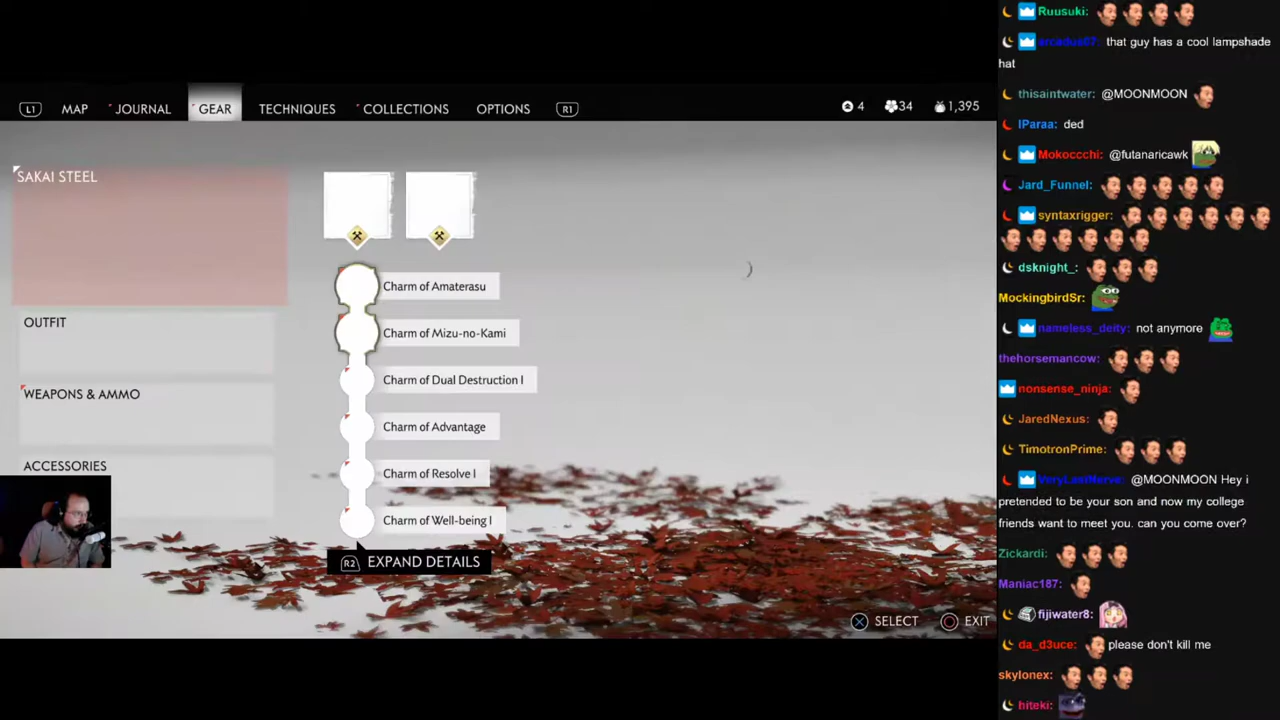 L1 MAP JOURNAL GEAR TECHNIQUES COLLECTIONS OPTIONS R1 4 34 1,395
SAKAI STEEL
OUTFIT
WEAPONS & AMMO
ACCESSORIES
Charm of Amaterasu
Charm of Mizu-no-Kami
Charm of Dual Destruction I
Charm of Advantage
Charm of Resolve I
Charm of Well-being I
R2 EXPAND DETAILS
SELECT EXIT
Ruusuki:
that guy has a cool lampshade
hat
thisaintwater: @MOONMOON
IParaa: ded
Mokoccchi: @futanaricawk
Jard_Funnel:
syntaxrigger:
dsknight_:
MockingbirdSr:
nameless_deity: not anymore
thehorsemancow:
nonsense_ninja:
JaredNexus:
TimotronPrime:
VeryLastNerve: @MOONMOON Hey i
pretended to be your son and now my college
friends want to meet you. can you come over?
Zickardi:
Maniac187:
fijiwater8:
da_d3uce: please don't kill me
skylonex:
hiteki: